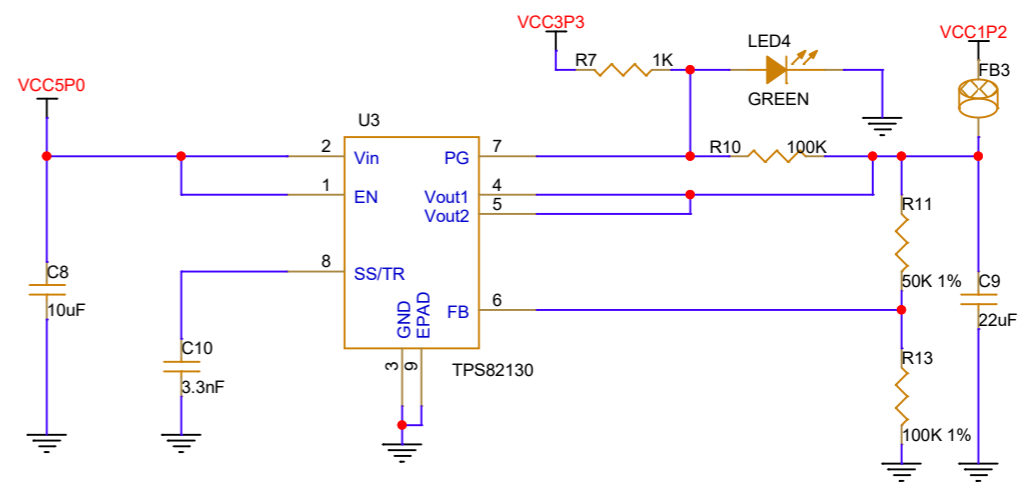 VCC3P3
VCC1P2
LED4
R7
1K
FB3
VCC5P0
GREEN
U3
2
Vin
PG
7
R10
100K
1
EN
Vout1
4
Vout2
5
R11
8
SS/TR
C8
50K 1%
C9
10uF
FB
6
22uF
GND
EPAD
C10
R13
3
9
TPS82130
3.3nF
100K 1%